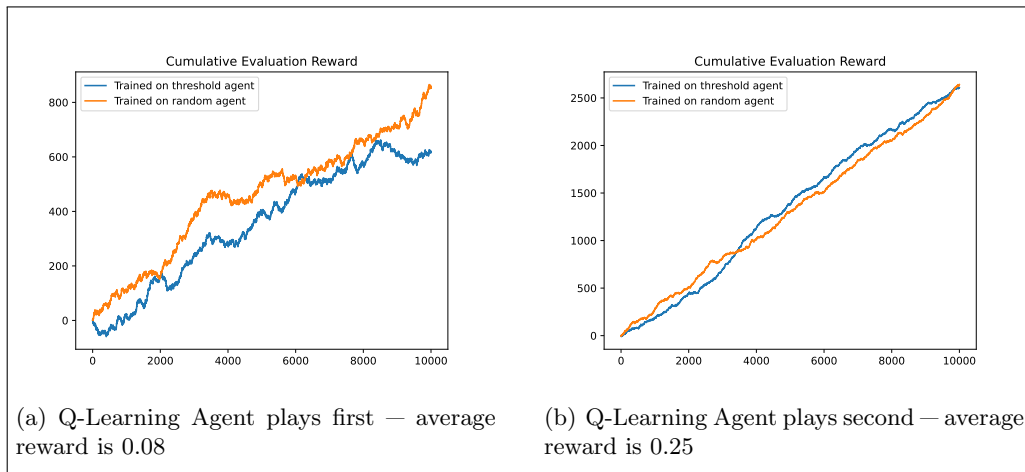 Cumulative Evaluation Reward
Trained on threshold agent
Trained on random agent
800
600
400
200
0
0 2000 4000 6000 8000 10000
(a) Q-Learning Agent plays first — average
reward is 0.08
Cumulative Evaluation Reward
Trained on threshold agent
Trained on random agent
2500
2000
1500
1000
500
0
0 2000 4000 6000 8000 10000
(b) Q-Learning Agent plays second — average
reward is 0.25